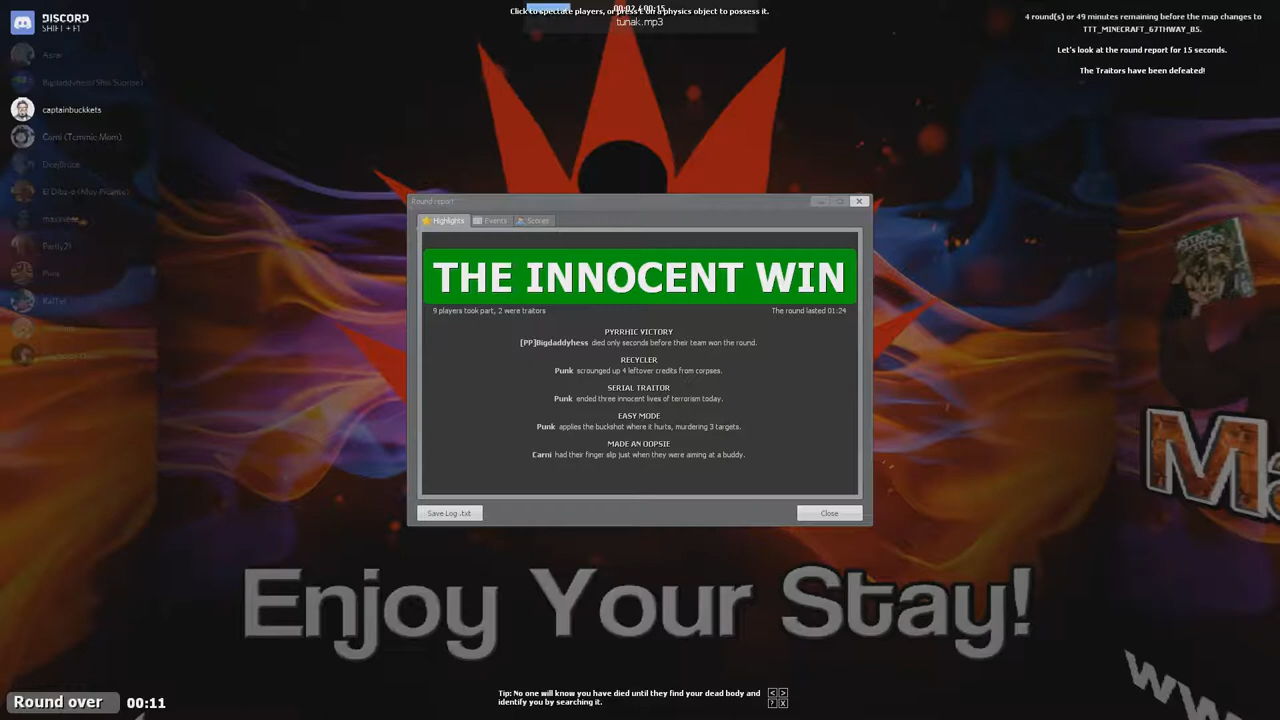 DISCORD
SHIFT + F1
captainbuckkets
DeejBruce
Partly21
Punk
Click to spectate players, or press E on a physics object to possess it.
tunak.mp3
4 round(s) or 49 minutes remaining before the map changes to
TTT_MINECRAFT_67THWAY_B5.
Let's look at the round report for 15 seconds.
The Traitors have been defeated!
Round report
Highlights Events Scores
THE INNOCENT WIN
9 players took part, 2 were traitors The round lasted 01:24
PYRRHIC VICTORY
[PP]Bigdaddyhess died only seconds before their team won the round.
RECYCLER
Punk scrounged up 4 leftover credits from corpses.
SERIAL TRAITOR
Punk ended three innocent lives of terrorism today.
EASY MODE
Punk applies the buckshot where it hurts, murdering 3 targets.
MADE AN OOPSIE
Carni had their finger slip just when they were aiming at a buddy.
Save Log .txt Close
Ma
Enjoy Your Stay!
ww
Round over 00:11
Tip: No one will know you have died until they find your dead body and
identify you by searching it.
< >
? X